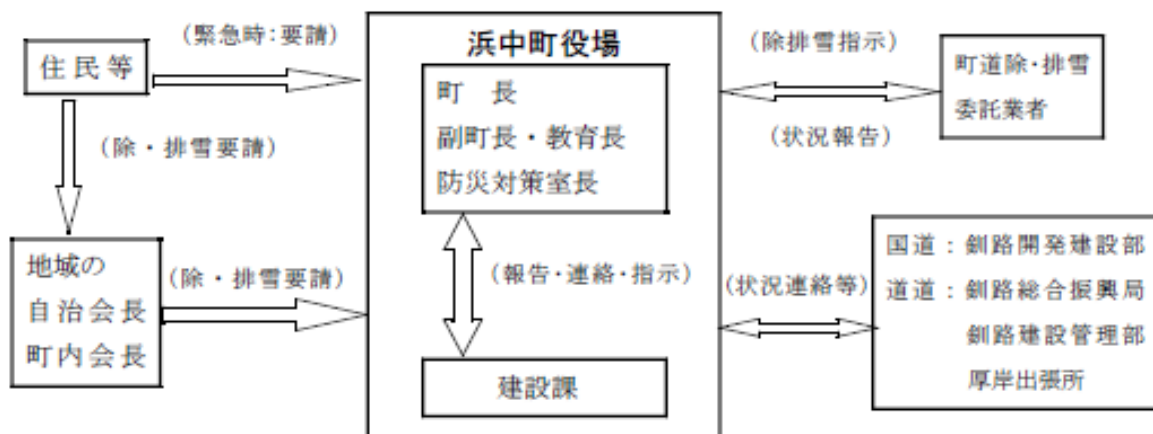 (緊急時:要請)
住民等
(除・排雪要請)
地域の
自治会長
町内会長
(除・排雪要請)
浜中町役場
町　長
副町長・教育長
防災対策室長
(報告・連絡・指示)
建設課
(除排雪指示)
(状況報告)
町道除・排雪
委託業者
(状況連絡等)
国道：釧路開発建設部
道道：釧路総合振興局
釧路建設管理部
厚岸出張所